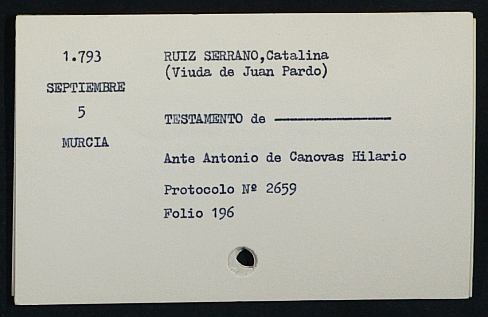 1.793
SEPTIEMBRE
5
MURCIA
RUIZ SERRANO,Catalina
(Viuda de Juan Pardo)
TESTAMENTO de ————————
Ante Antonio de Canovas Hilario
Protocolo Nº 2659
Folio 196